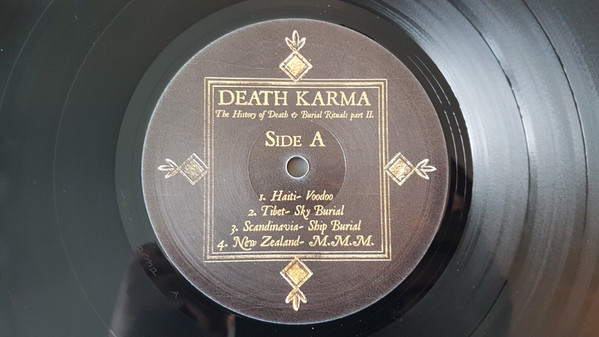 DEATH KARMA
The History of Death & Burial Rituals part II.
SIDE A
1. Haiti- Voodoo
2. Tibet- Sky Burial
3. Scandinavia- Ship Burial
4. New Zealand- M.M.M.